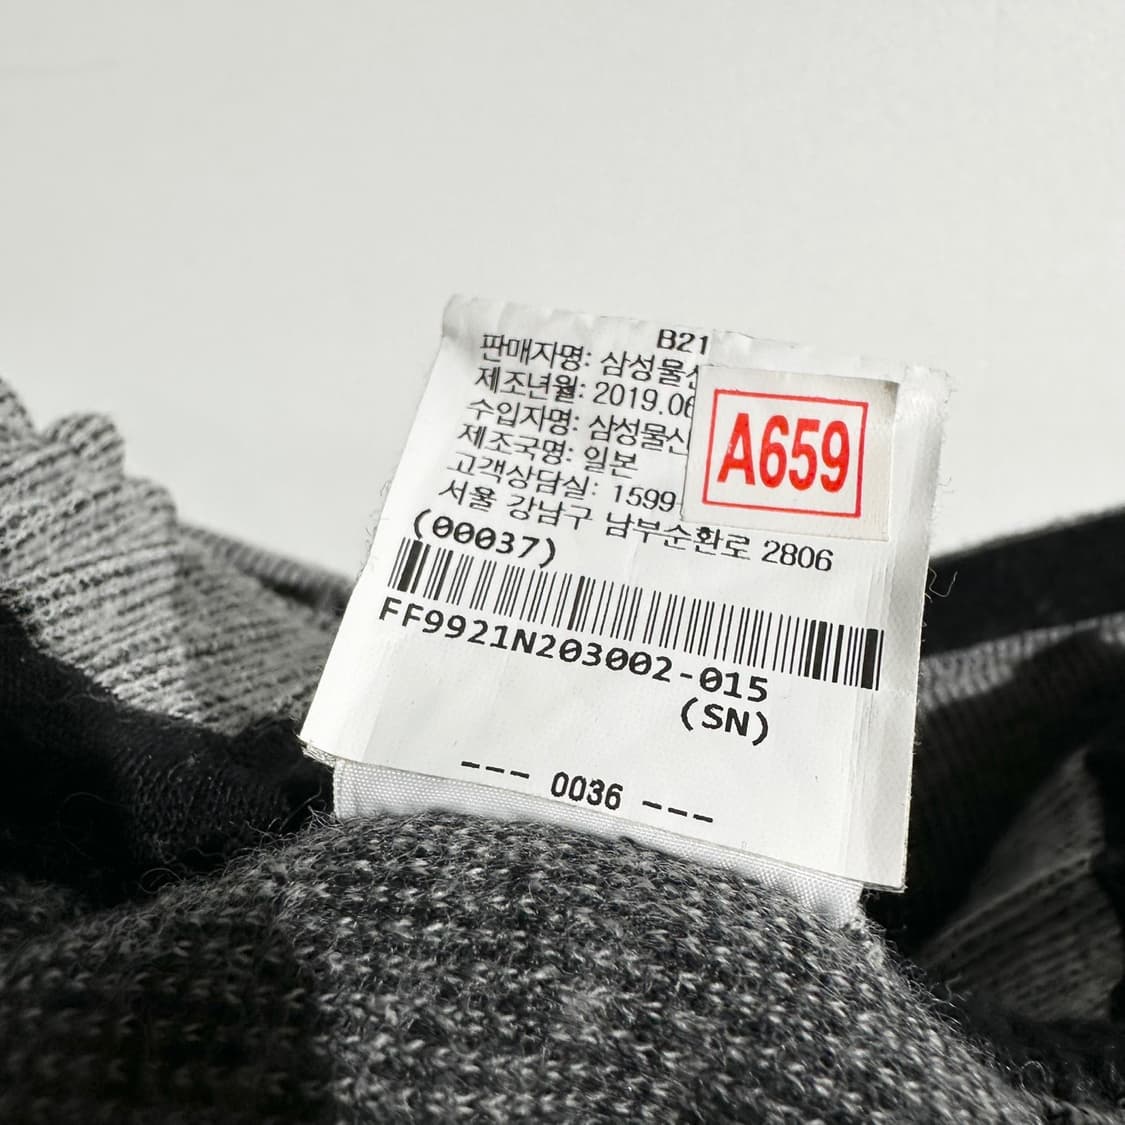 B21
판매자명: 삼성물
제조년월: 2019.06
수입자명: 삼성물산
제조국명: 일본
고객상담실: 1599
서울 강남구 남부순환로 2806
A659
(00037)
FF9921N203002-015
(SN)
--- 0036 ---